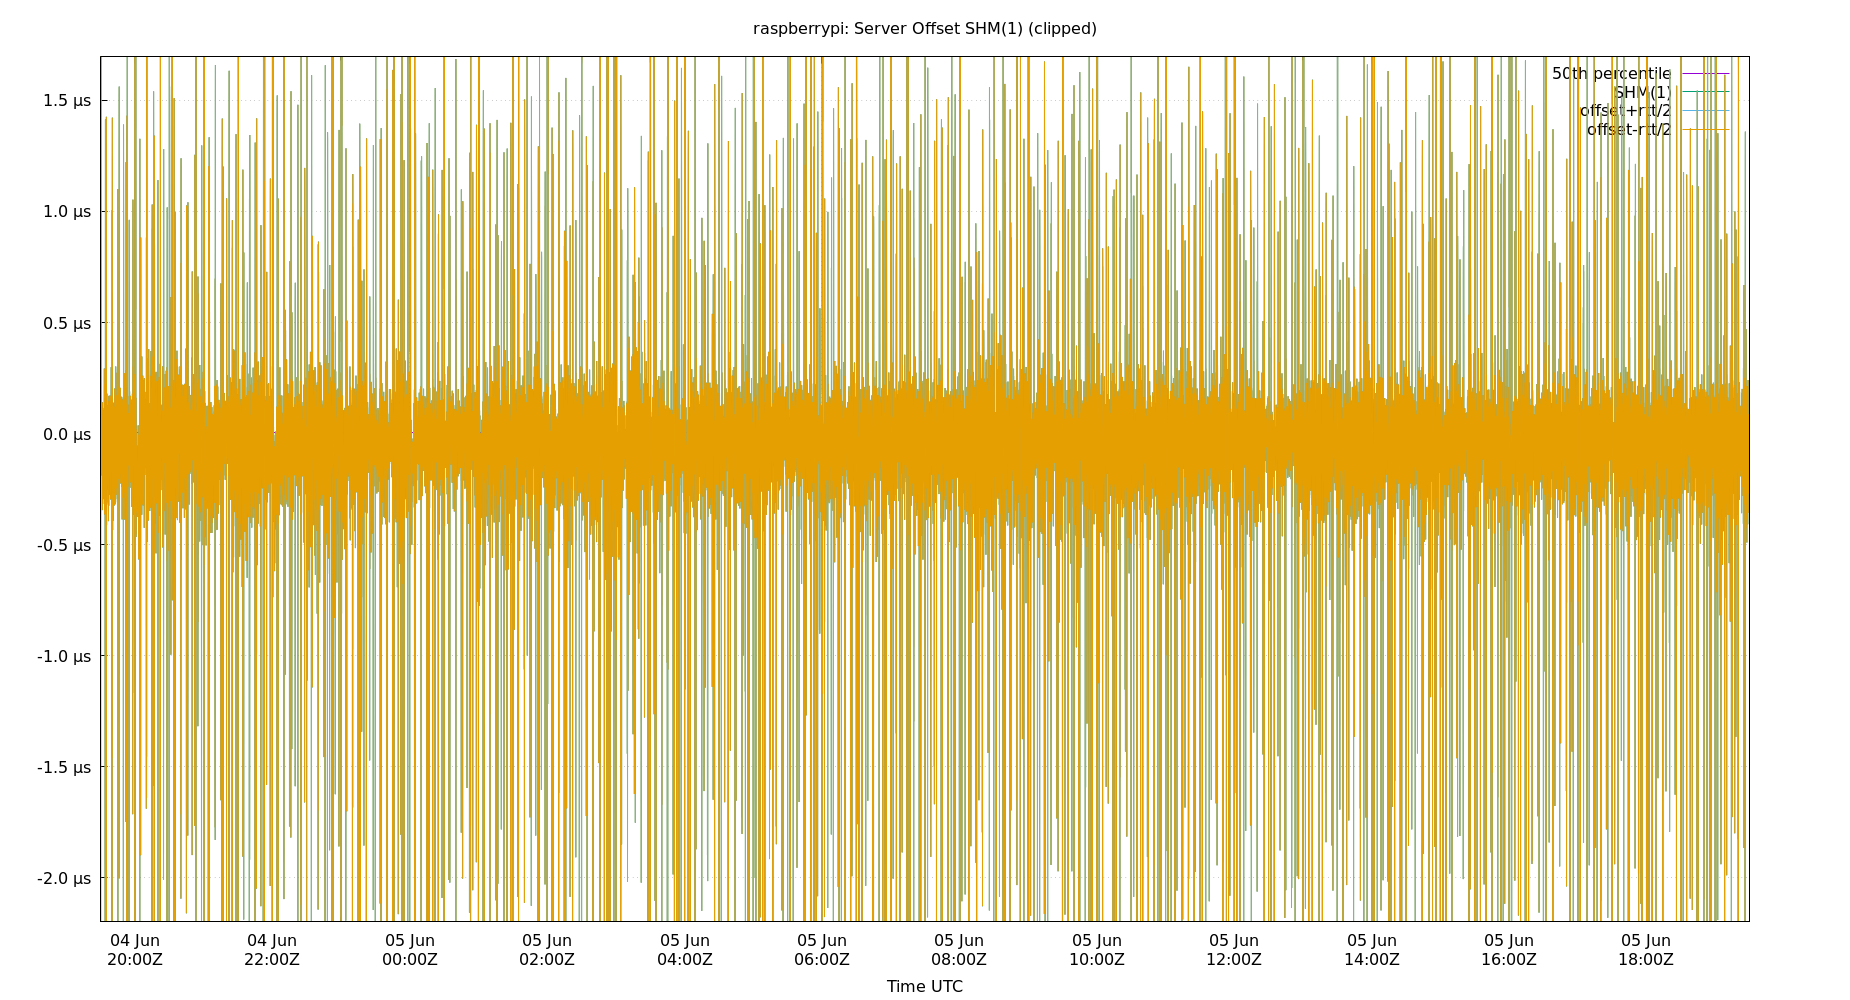 raspberrypi: Server Offset SHM(1) (clipped)
50th percentile
SHM(1)
offset+rtt/2
offset-rtt/2
1.5 µs
1.0 µs
0.5 µs
0.0 µs
-0.5 µs
-1.0 µs
-1.5 µs
-2.0 µs
04 Jun 04 Jun 05 Jun 05 Jun 05 Jun 05 Jun 05 Jun 05 Jun 05 Jun 05 Jun 05 Jun 05 Jun
20:00Z 22:00Z 00:00Z 02:00Z 04:00Z 06:00Z 08:00Z 10:00Z 12:00Z 14:00Z 16:00Z 18:00Z
Time UTC